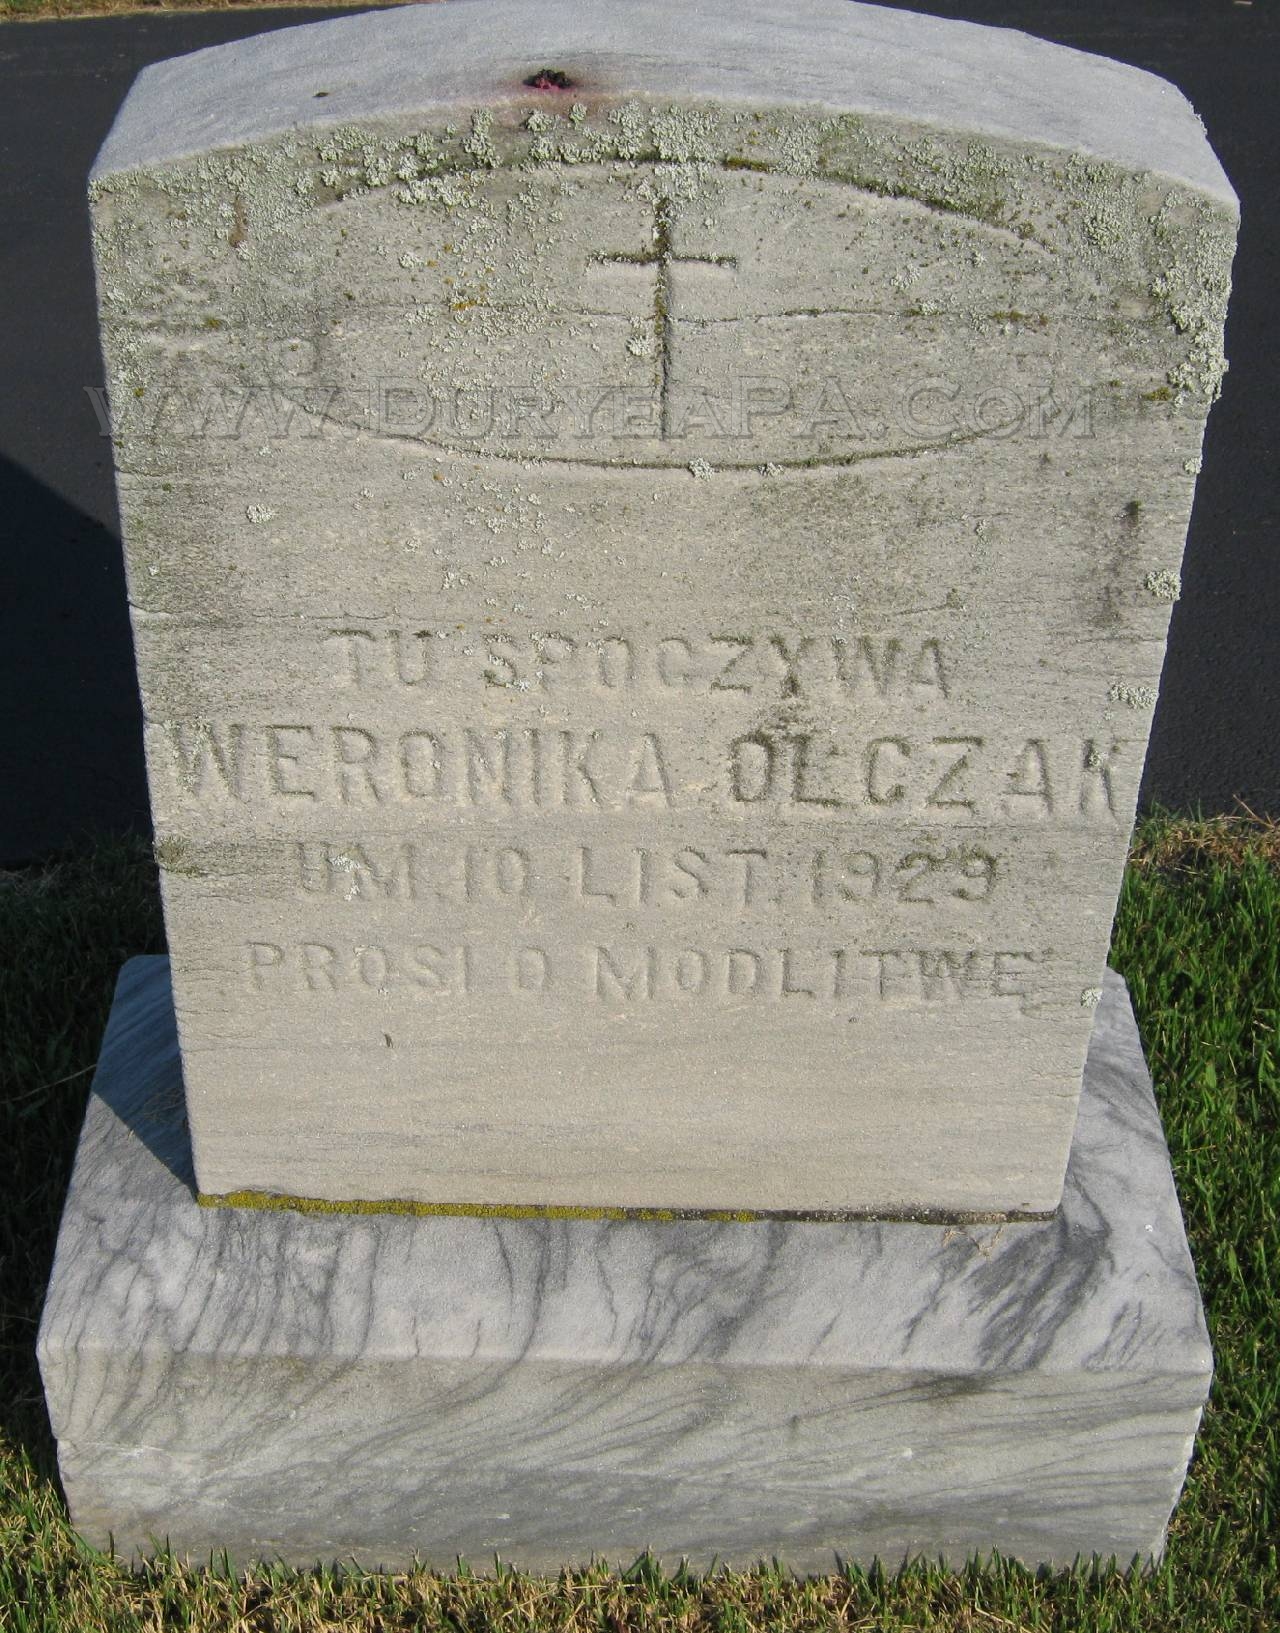 www.DuryeaPA.com
TU SPOCZYWA
WERONIKA OŁCZAK
UM. 10 LIST. 1929
PROSI O MODLITWĘ